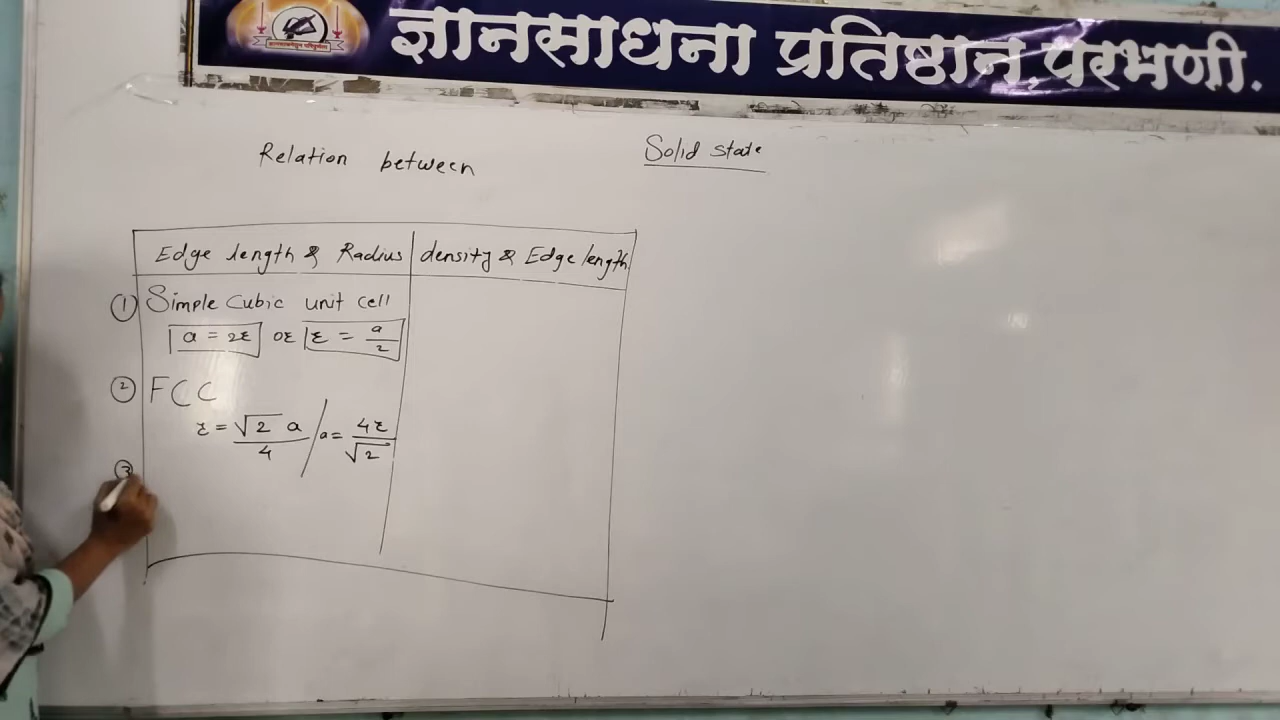 ज्ञानसाधना प्रतिष्ठान, परभणी.
Solid state
Relation between
Edge length & Radius | density & Edge length
① Simple cubic unit cell
a = 2r or r = a/2
② FCC
r = √2 a/4 / a = 4r/√2
③